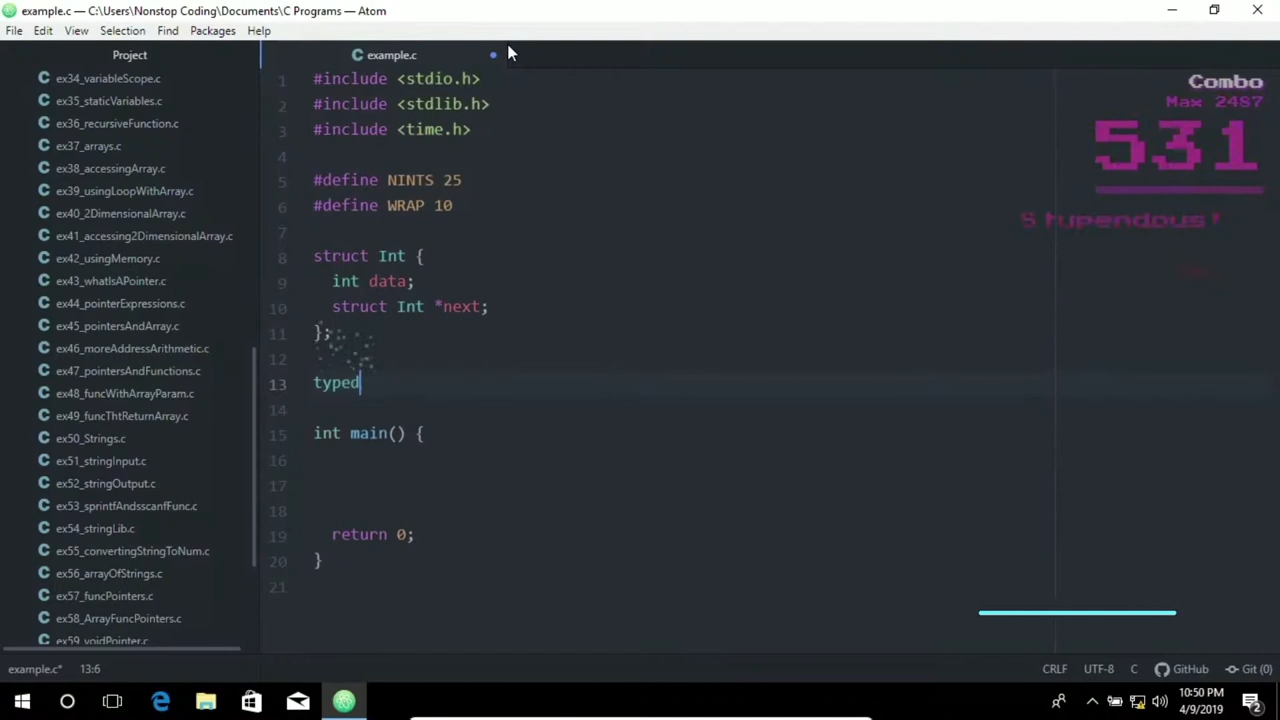 example.c — C:\Users\Nonstop Coding\Documents\C Programs — Atom
File Edit View Selection Find Packages Help
Project
ex34_variableScope.c
ex35_staticVariables.c
ex36_recursiveFunction.c
ex37_arrays.c
ex38_accessingArray.c
ex39_usingLoopWithArray.c
ex40_2DimensionalArray.c
ex41_accessing2DimensionalArray.c
ex42_usingMemory.c
ex43_whatIsAPointer.c
ex44_pointerExpressions.c
ex45_pointersAndArray.c
ex46_moreAddressArithmetic.c
ex47_pointersAndFunctions.c
ex48_funcWithArrayParam.c
ex49_funcThtReturnArray.c
ex50_Strings.c
ex51_stringInput.c
ex52_stringOutput.c
ex53_sprintfAndsscanfFunc.c
ex54_stringLib.c
ex55_convertingStringToNum.c
ex56_arrayOfStrings.c
ex57_funcPointers.c
ex58_ArrayFuncPointers.c
ex59_voidPointer.c
example.c
1 #include <stdio.h>
2 #include <stdlib.h>
3 #include <time.h>
4
5 #define NINTS 25
6 #define WRAP 10
7
8 struct Int {
9 int data;
10 struct Int *next;
11 };
12
13 typed
14
15 int main() {
16
17
18
19 return 0;
20 }
21
Combo
Max 2487
531
Stupendous!
example.c* 13:6 CRLF UTF-8 C GitHub Git (0)
10:50 PM
4/9/2019
2